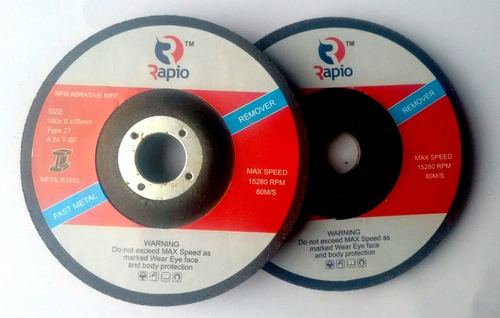 TM
Rapio
RPM ABRASIVE MFR
SIZE:
100x 6 x16mm
Type 27
A 24 T-BF
METAL/STEEL
FAST METAL
REMOVER
MAX SPEED
15280 RPM
80M/S
WARNING
Do not exceed MAX Speed as
marked Wear Eye face
and body protection
TM
Rapio
REMOVER
MAX SPEED
15280 RPM
80M/S
WARNING
Do not exceed MAX Speed as
marked Wear Eye face
and body protection